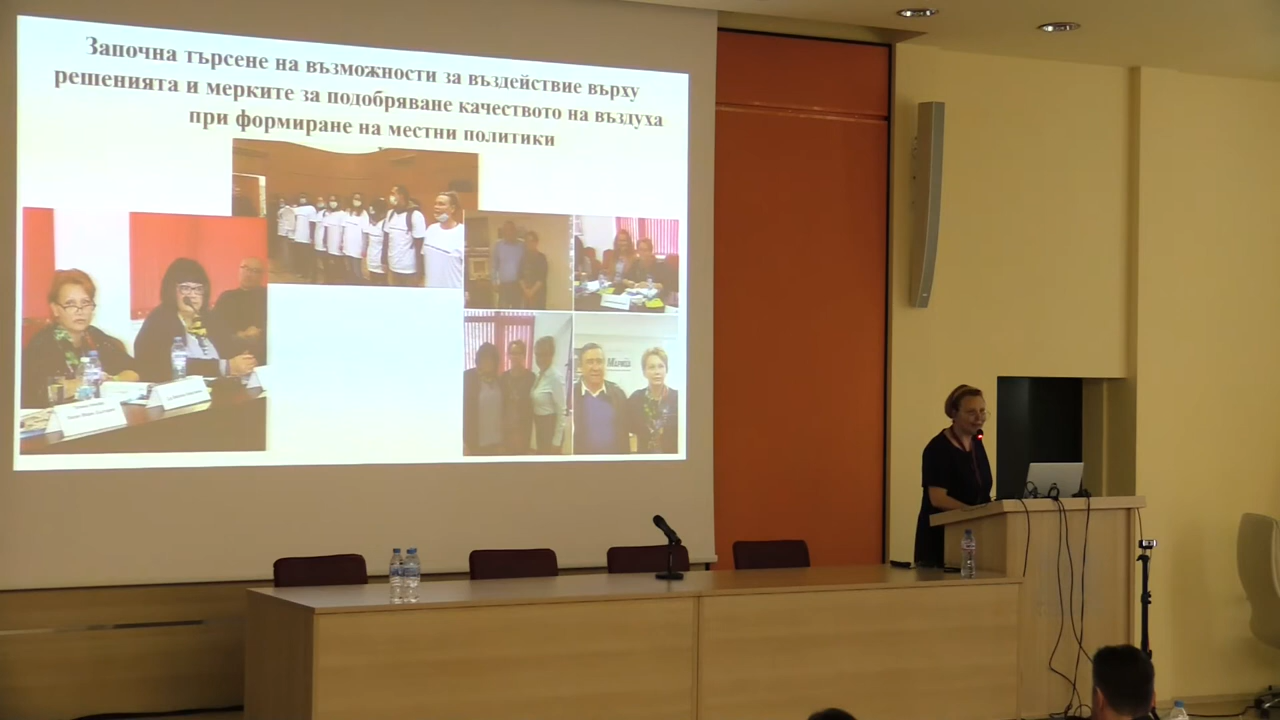 Започна търсене на възможности за въздействие върху
решенията и мерките за подобряване качеството на въздуха
при формиране на местни политики